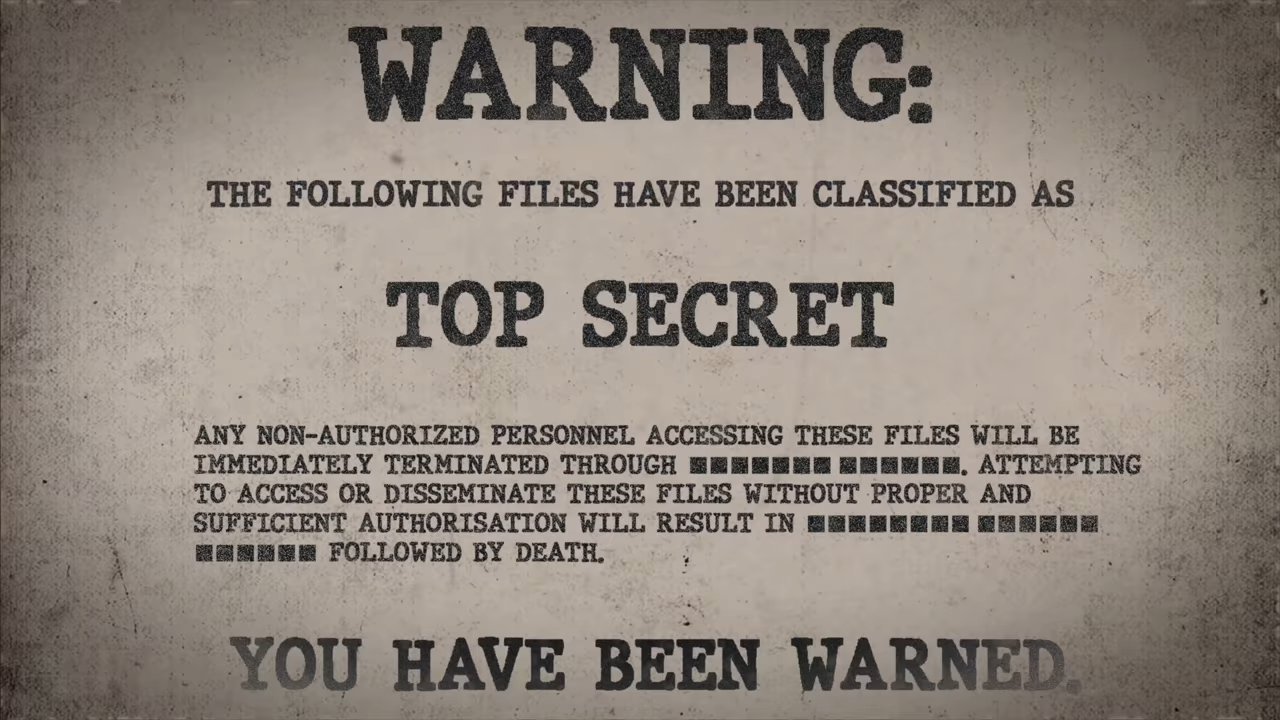 WARNING:
THE FOLLOWING FILES HAVE BEEN CLASSIFIED AS
TOP SECRET
ANY NON-AUTHORIZED PERSONNEL ACCESSING THESE FILES WILL BE
IMMEDIATELY TERMINATED THROUGH ■■■■■■■ ■■■■■■. ATTEMPTING
TO ACCESS OR DISSEMINATE THESE FILES WITHOUT PROPER AND
SUFFICIENT AUTHORISATION WILL RESULT IN ■■■■■■■■ ■■■■■■
■■■■■■ FOLLOWED BY DEATH.
YOU HAVE BEEN WARNED.